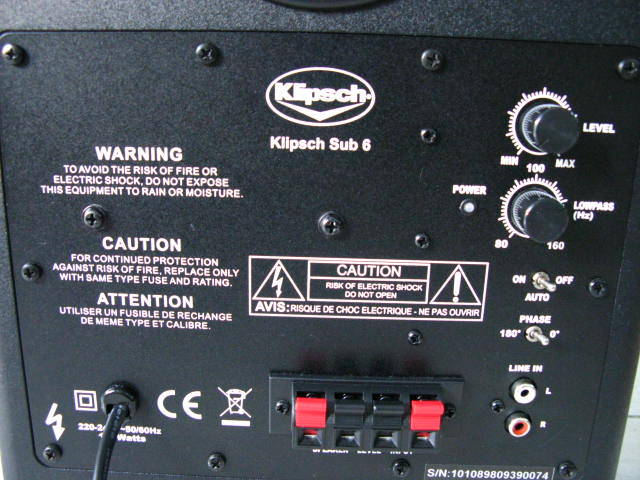 Klipsch
Klipsch Sub 6
WARNING
TO AVOID THE RISK OF FIRE OR
ELECTRIC SHOCK, DO NOT EXPOSE
THIS EQUIPMENT TO RAIN OR MOISTURE.
CAUTION
FOR CONTINUED PROTECTION
AGAINST RISK OF FIRE, REPLACE ONLY
WITH SAME TYPE FUSE AND RATING.
ATTENTION
UTILISER UN FUSIBLE DE RECHANGE
DE MEME TYPE ET CALIBRE.
CAUTION
RISK OF ELECTRIC SHOCK
DO NOT OPEN
AVIS: RISQUE DE CHOC ELECTRIQUE - NE PAS OUVRIR
LEVEL
MIN 100 MAX
POWER
LOWPASS
(Hz)
80 160
ON OFF
AUTO
PHASE
180° 0°
LINE IN
L
R
CE
50/60Hz
Watts
SPEAKER LEVEL INPUT
S/N:101089809390074